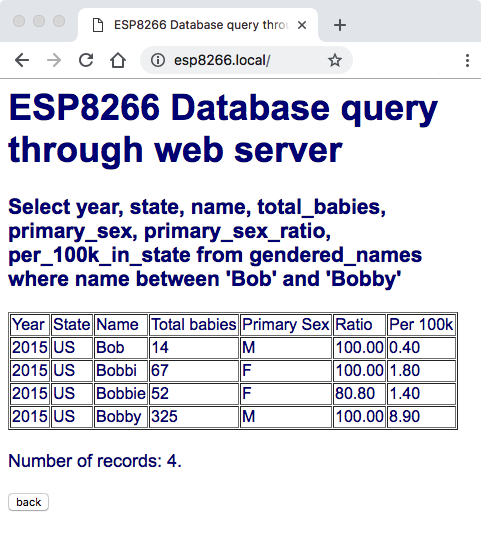 ESP8266 Database query thro
esp8266.local/
ESP8266 Database query
through web server
Select year, state, name, total_babies,
primary_sex, primary_sex_ratio,
per_100k_in_state from gendered_names
where name between 'Bob' and 'Bobby'
Year State Name Total babies Primary Sex Ratio Per 100k
2015 US Bob 14 M 100.00 0.40
2015 US Bobbi 67 F 100.00 1.80
2015 US Bobbie 52 F 80.80 1.40
2015 US Bobby 325 M 100.00 8.90
Number of records: 4.
back